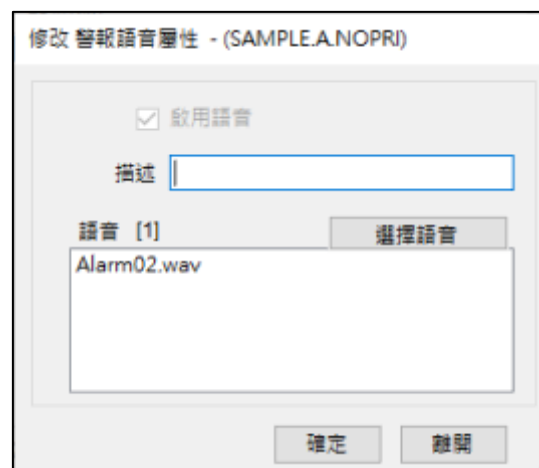 修改 警報語音屬性 - (SAMPLE.A.NOPRI)
啟用語音
描述
語音 [1]
選擇語音
Alarm02.wav
確定
離開